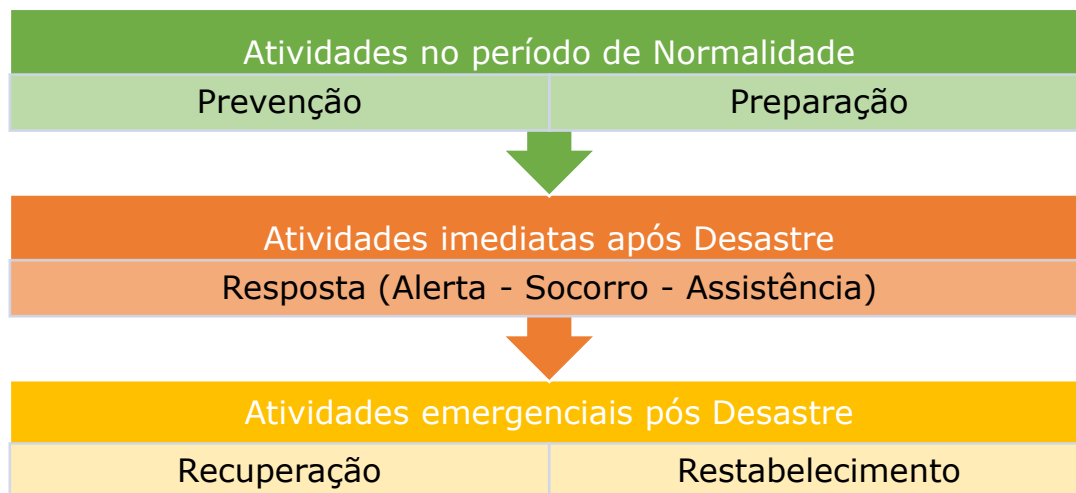 Atividades no período de Normalidade
Prevenção
Preparação
Atividades imediatas após Desastre
Resposta (Alerta - Socorro - Assistência)
Atividades emergenciais pós Desastre
Recuperação
Restabelecimento